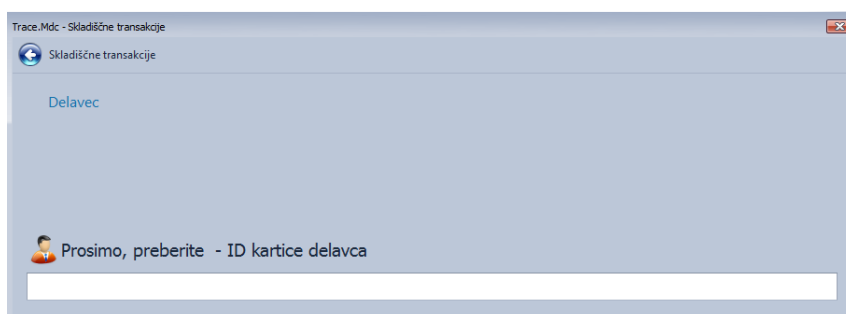 Trace.Mdc - Skladiščne transakcije
Skladiščne transakcije
Delavec
Prosimo, preberite - ID kartice delavca